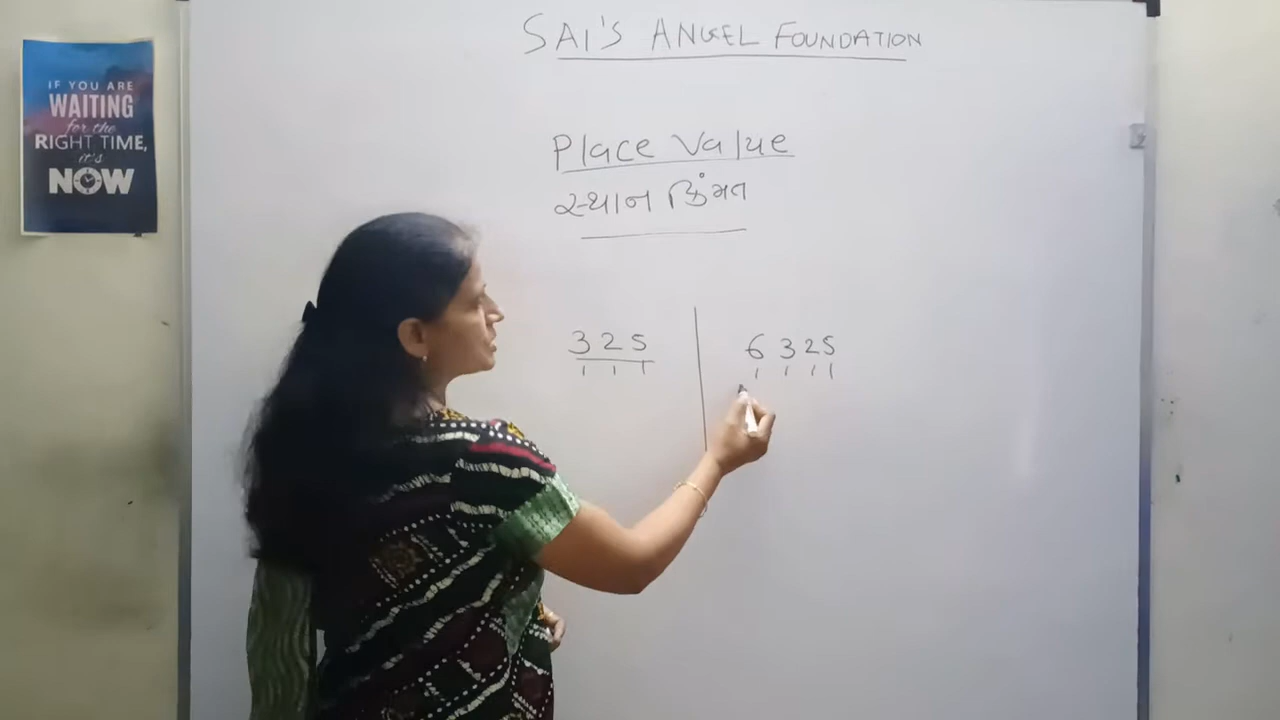 SAI'S ANGEL FOUNDATION
Place Value
સ્થાન કિંમત
325
6325
IF YOU ARE
WAITING
for the
RIGHT TIME,
it's
NOW